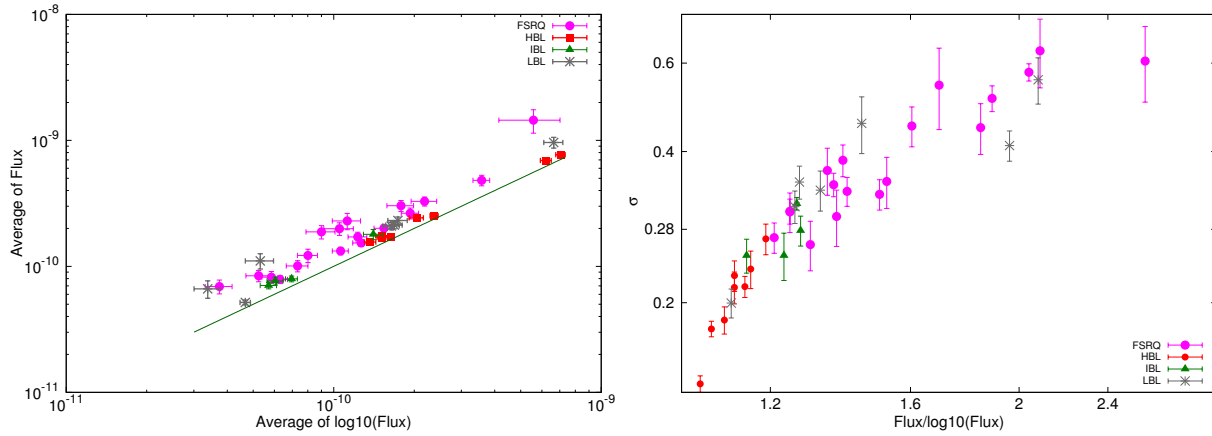 10⁻⁸
10⁻⁹
10⁻¹⁰
10⁻¹¹
Average of Flux
FSRQ
HBL
IBL
LBL
10⁻¹¹
10⁻¹⁰
10⁻⁹
Average of log10(Flux)
0.6
0.4
0.28
0.2
σ
FSRQ
HBL
IBL
LBL
1.2
1.6
2
2.4
Flux/log10(Flux)